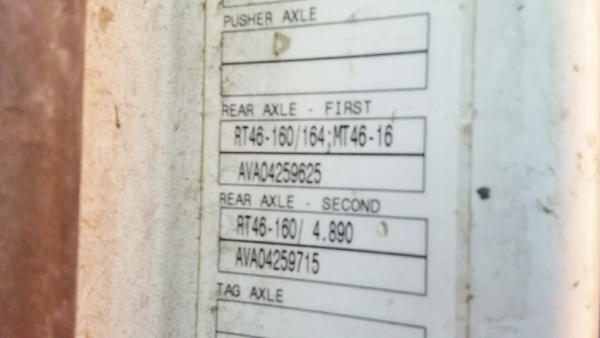 PUSHER AXLE
REAR AXLE - FIRST
RT46-160/164;MT46-16
AVA04259625
REAR AXLE - SECOND
RT46-160/ 4.890
AVA04259715
TAG AXLE